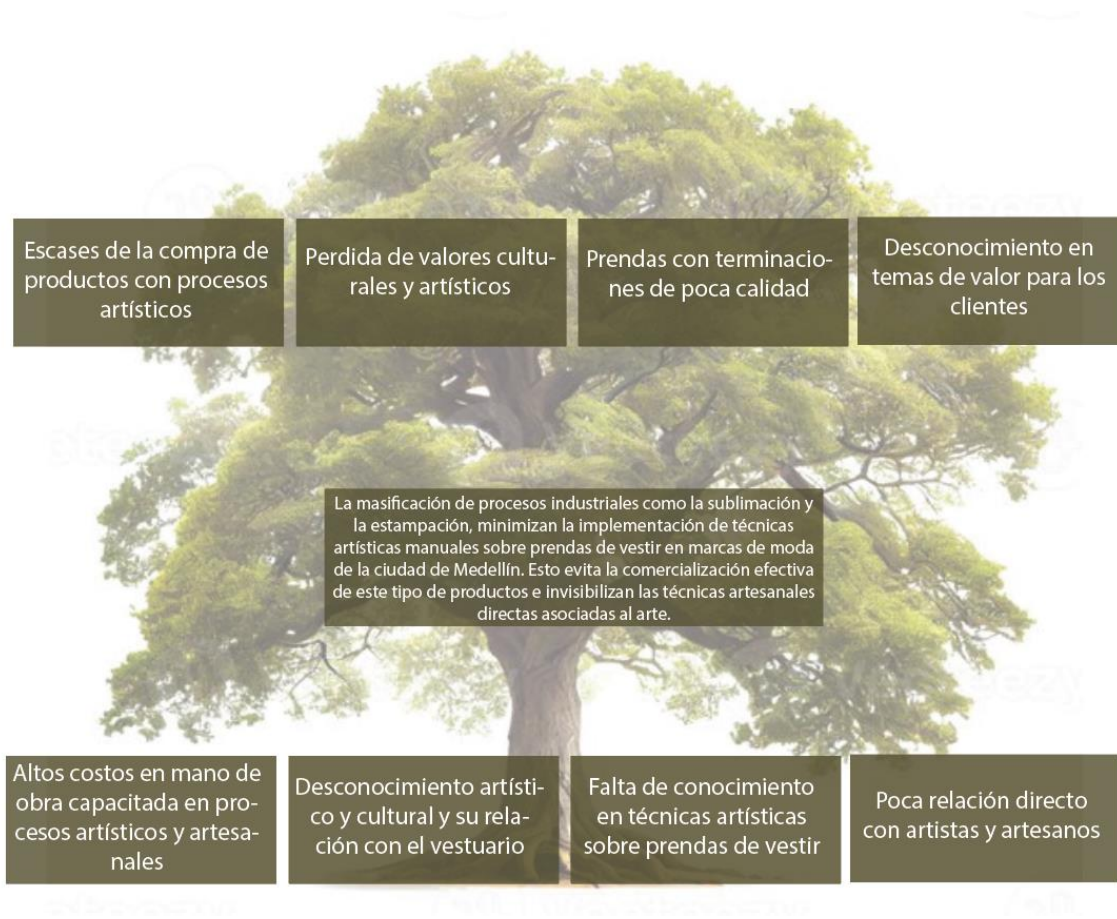 Escases de la compra de
productos con procesos
artísticos
Perdida de valores cultu-
rales y artísticos
Prendas con terminacio-
nes de poca calidad
Desconocimiento en
temas de valor para los
clientes
La masificación de procesos industriales como la sublimación y
la estampación, minimizan la implementación de técnicas
artísticas manuales sobre prendas de vestir en marcas de moda
de la ciudad de Medellín. Esto evita la comercialización efectiva
de este tipo de productos e invisibilizan las técnicas artesanales
directas asociadas al arte.
Altos costos en mano de
obra capacitada en pro-
cesos artísticos y artesa-
nales
Desconocimiento artísti-
co y cultural y su rela-
ción con el vestuario
Falta de conocimiento
en técnicas artísticas
sobre prendas de vestir
Poca relación directo
con artistas y artesanos